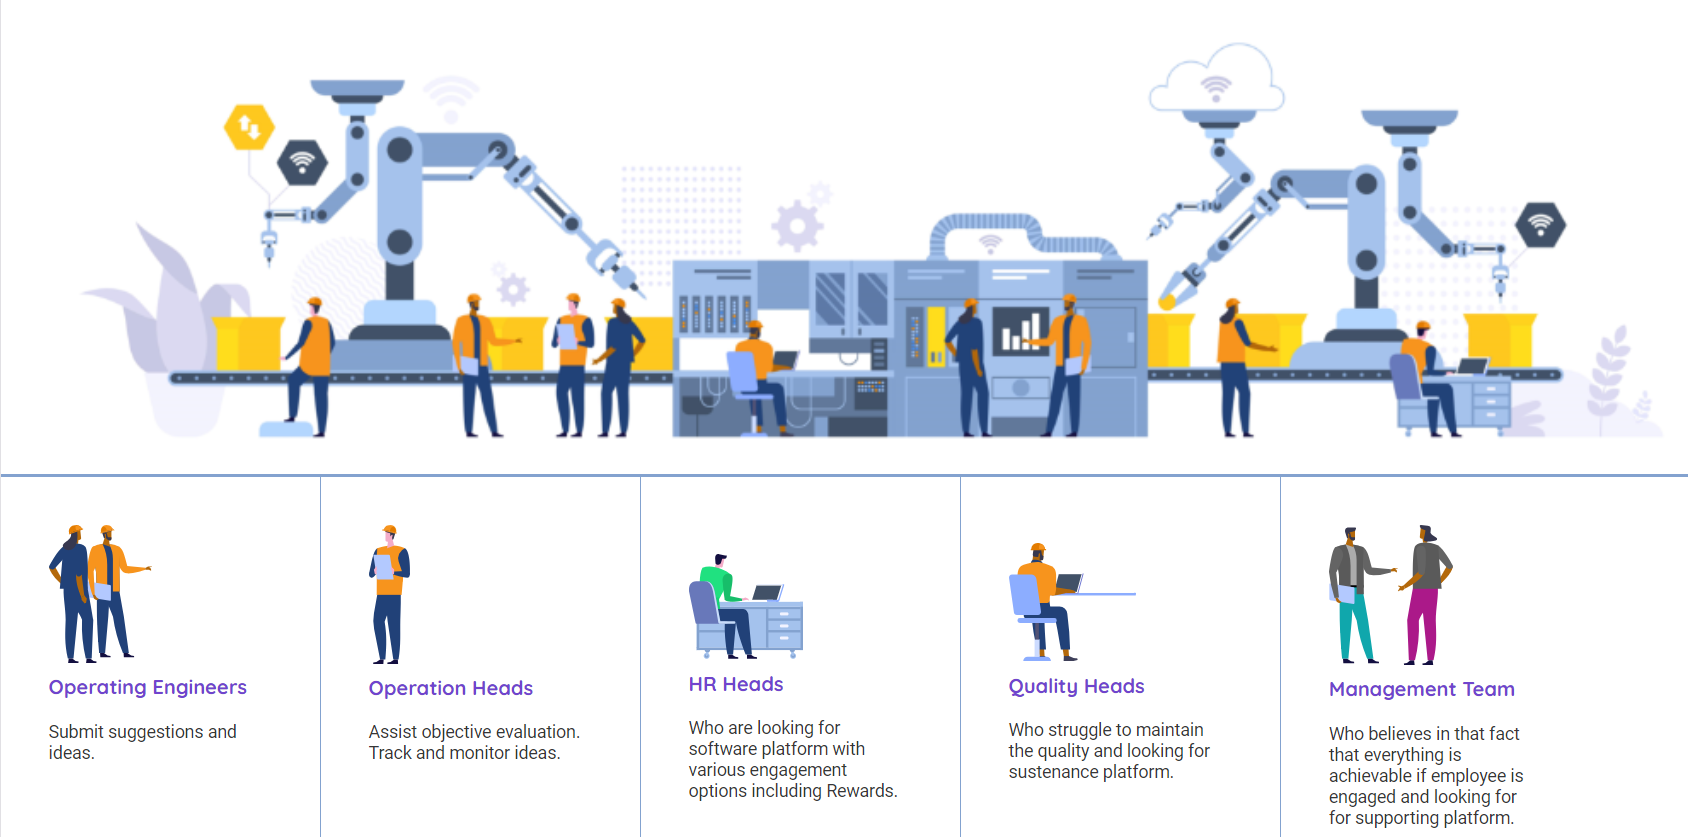 Operating Engineers
Submit suggestions and
ideas.
Operation Heads
Assist objective evaluation.
Track and monitor ideas.
HR Heads
Who are looking for
software platform with
various engagement
options including Rewards.
Quality Heads
Who struggle to maintain
the quality and looking for
sustenance platform.
Management Team
Who believes in that fact
that everything is
achievable if employee is
engaged and looking for
for supporting platform.